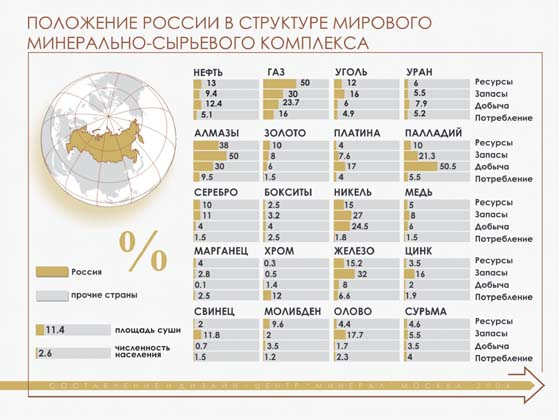 ПОЛОЖЕНИЕ РОССИИ В СТРУКТУРЕ МИРОВОГО
МИНЕРАЛЬНО-СЫРЬЕВОГО КОМПЛЕКСА
НЕФТЬ ГАЗ УГОЛЬ УРАН
13 50 12 6 Ресурсы
9.4 30 16 5.5 Запасы
12.4 23.7 6 7.9 Добыча
5.1 16 4.9 5.2 Потребление
АЛМАЗЫ ЗОЛОТО ПЛАТИНА ПАЛЛАДИЙ
38 10 4 10 Ресурсы
50 8 7.6 21.3 Запасы
30 6 17 50.5 Добыча
9.5 1.5 4 5.5 Потребление
СЕРЕБРО БОКСИТЫ НИКЕЛЬ МЕДЬ
10 2.5 15 5 Ресурсы
11 3.2 27 8 Запасы
4 4 24.5 6 Добыча
1.5 2.5 1.8 1.5 Потребление
МАРГАНЕЦ ХРОМ ЖЕЛЕЗО ЦИНК
4 0.3 15.2 3.5 Ресурсы
2.8 0.5 32 16 Запасы
0.1 1.4 8 2 Добыча
2.5 12 6.6 1.9 Потребление
СВИНЕЦ МОЛИБДЕН ОЛОВО СУРЬМА
2 9.6 4.4 4.6 Ресурсы
11.8 2 17.7 5.5 Запасы
0.7 3.5 1.2 2 Добыча
1.5 1.7 2.3 4 Потребление
%
Россия
прочие страны
11.4 площадь суши
2.6 численность
населения
СОСТАВЛЕНИЕ И ДИЗАЙН ЦЕНТР "МИНЕРАЛ" МОСКВА 2004